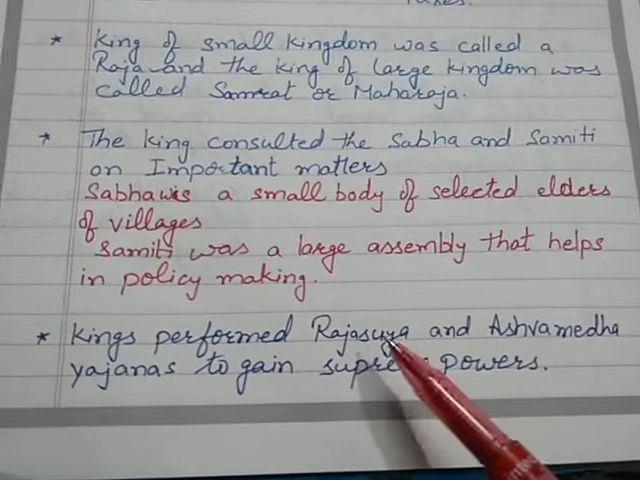 * King of small kingdom was called a
Raja and the king of large kingdom was
called Samrat or Maharaja.
* The king consulted the Sabha and Samiti
on Important matters
Sabha was a small body of selected elders
of villages
Samiti was a large assembly that helps
in policy making.
* Kings performed Rajasuya and Ashvamedha
yajanas to gain powers.